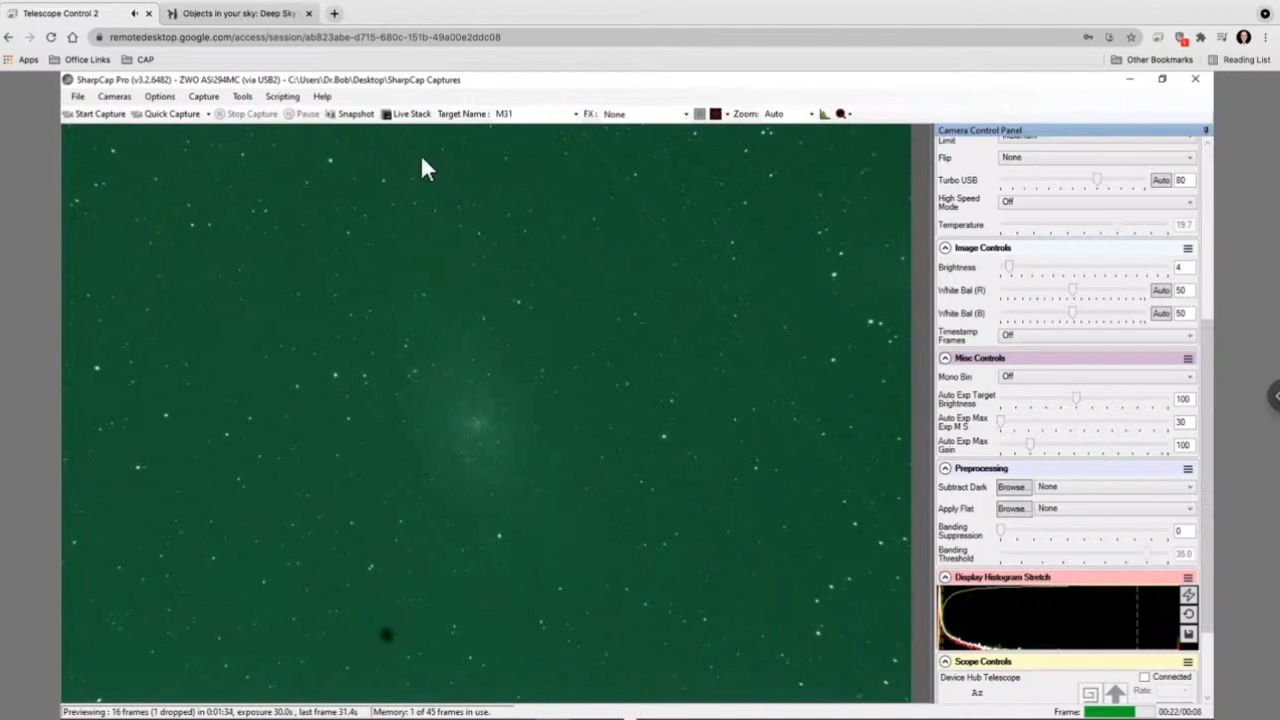 Telescope Control 2
Objects in your sky: Deep Sky
remotedesktop.google.com/access/session/ab823abe-d715-680c-151b-49a00e2ddc08
Apps Office Links CAP Other Bookmarks Reading List
SharpCap Pro (v3.2.6482) - ZWO ASI294MC (via USB2) - C:\Users\Dr.Bob\Desktop\SharpCap Captures
File Cameras Options Capture Tools Scripting Help
Start Capture Quick Capture Stop Capture Pause Snapshot Live Stack Target Name: M31 FX: None Zoom: Auto
Camera Control Panel
Limit Maximum
Flip None
Turbo USB Auto 80
High Speed Mode Off
Temperature 19.7
Image Controls
Brightness 4
White Bal (R) Auto 50
White Bal (B) Auto 50
Timestamp Frames Off
Misc Controls
Mono Bin Off
Auto Exp Target Brightness 100
Auto Exp Max Exp M S 30
Auto Exp Max Gain 100
Preprocessing
Subtract Dark Browse... None
Apply Flat Browse... None
Banding Suppression 0
Banding Threshold 35.0
Display Histogram Stretch
Scope Controls
Device Hub Telescope Connected
Az Rate:
Previewing : 16 frames (1 dropped) in 0:01:34, exposure 30.0s , last frame 31.4s Memory: 1 of 45 frames in use. Frame: 00:22/00:08